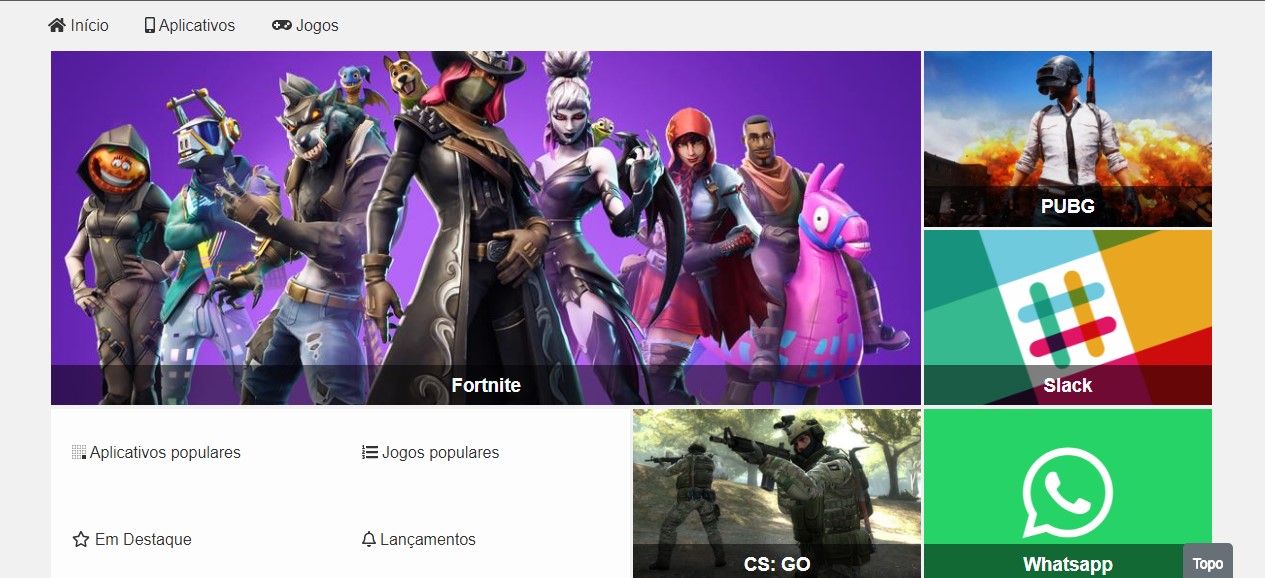 Início
Aplicativos
Jogos
Fortnite
PUBG
Slack
Aplicativos populares
Jogos populares
Em Destaque
Lançamentos
CS: GO
Whatsapp
Topo